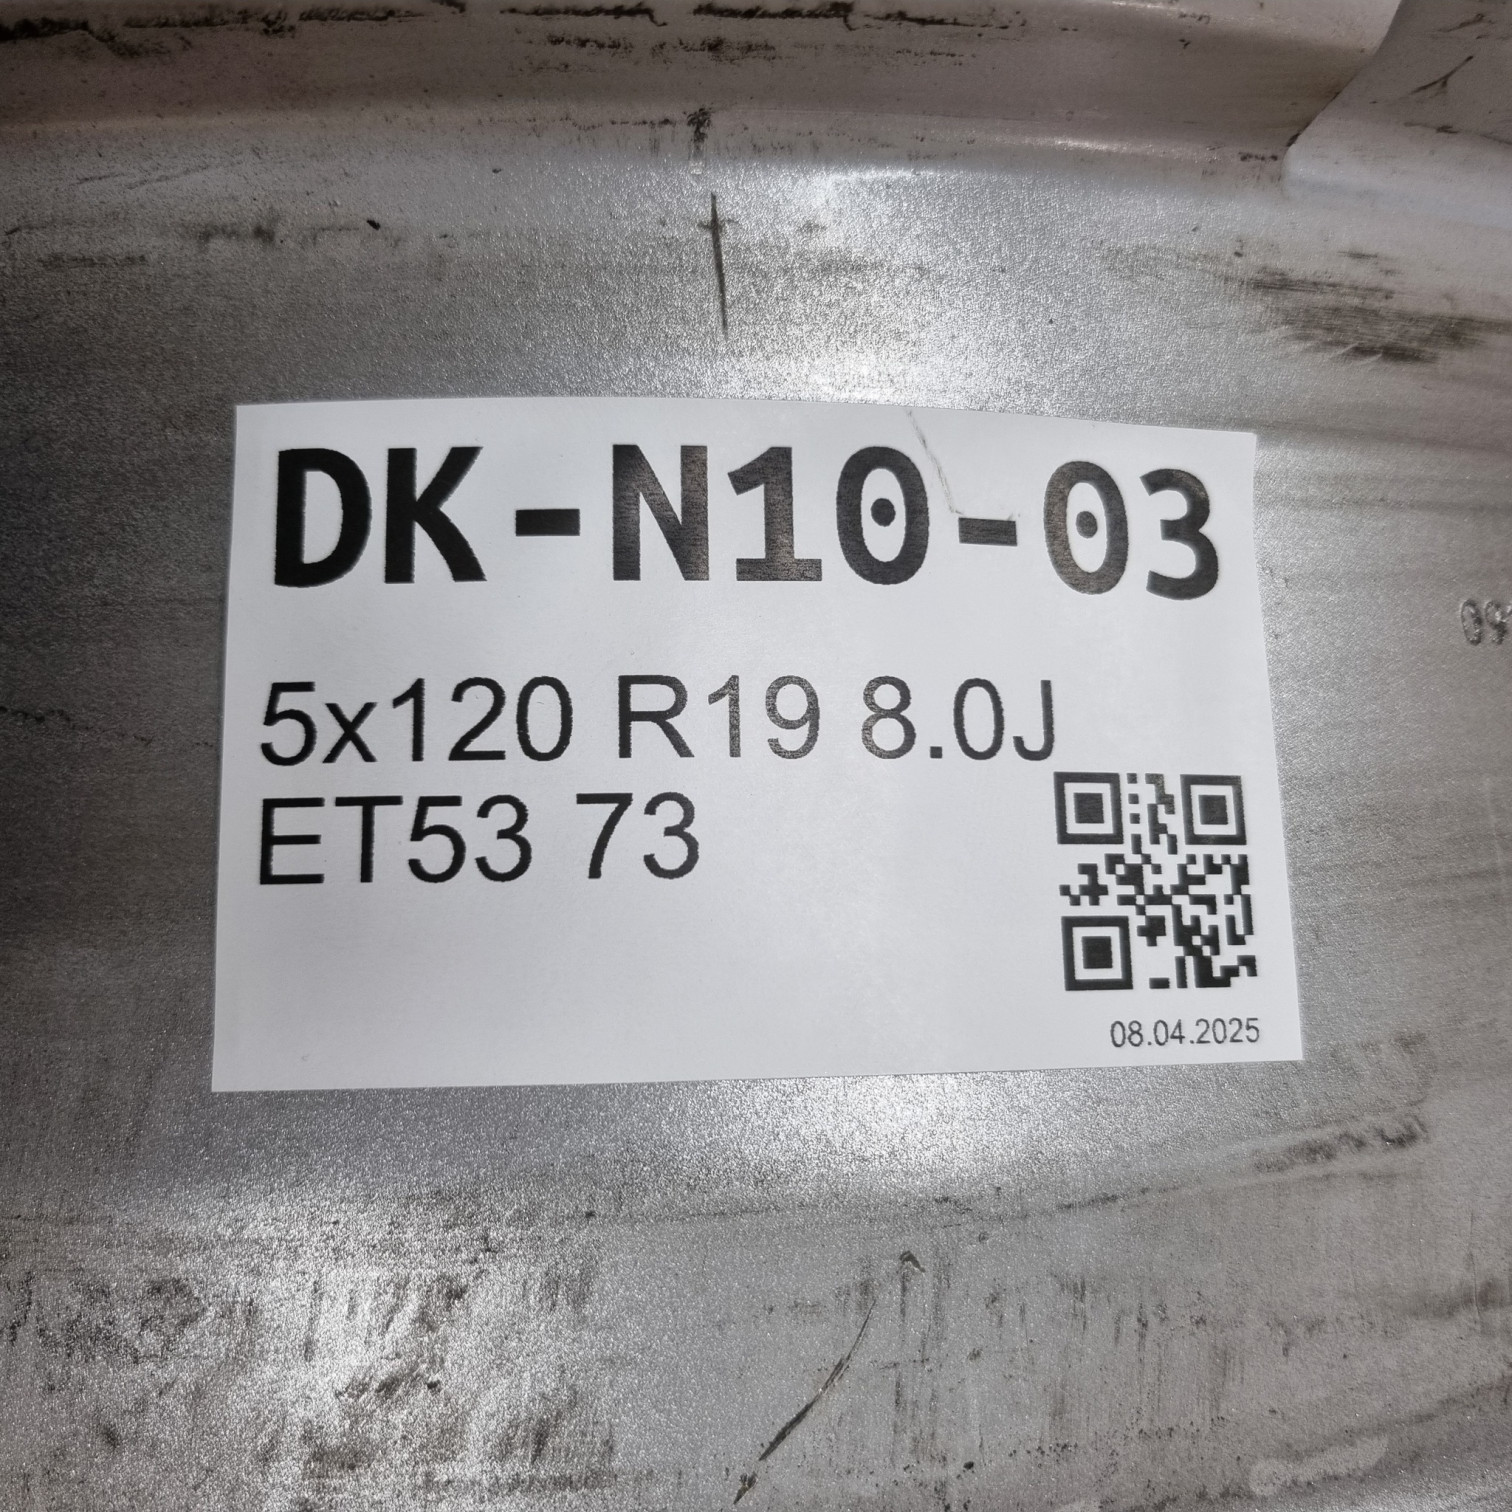 DK-N10-03
5x120 R19 8.0J
ET53 73
08.04.2025